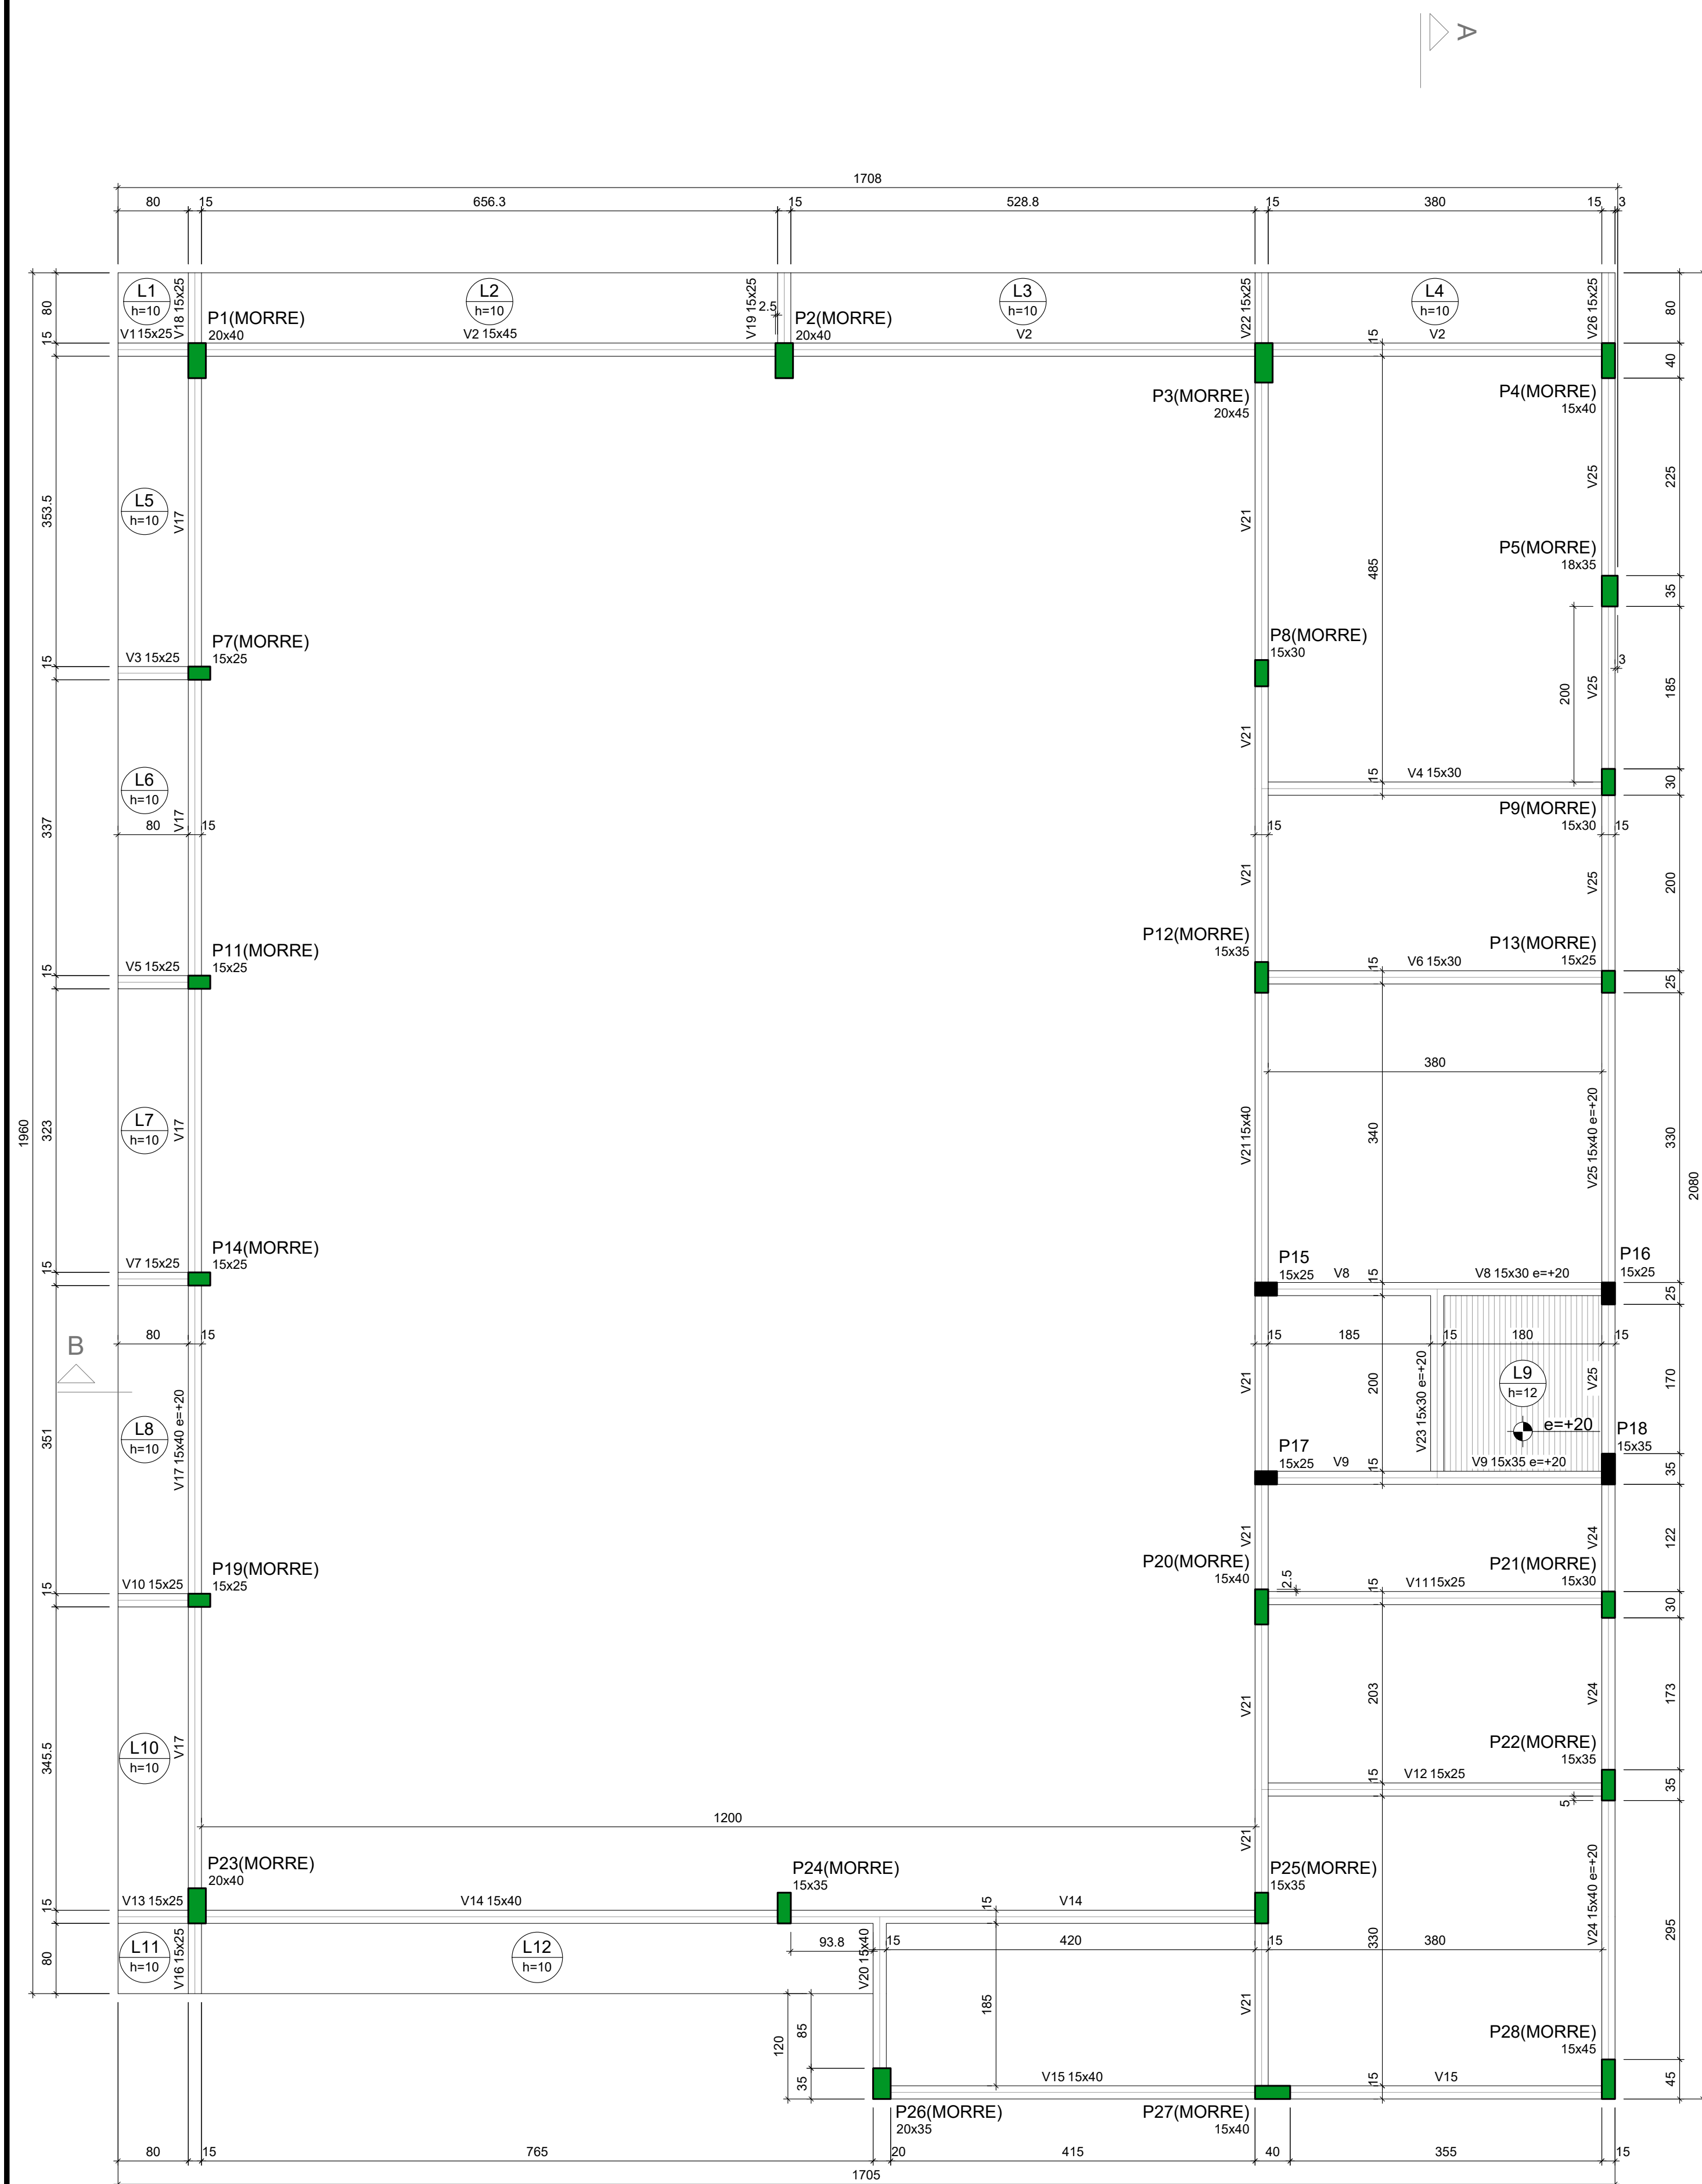 A
1708
80
15
656.3
15
528.8
15
380
15
3
L1
h=10
V1 15x25
V18 15x25
P1(MORRE)
20x40
L2
h=10
V2 15x45
V19 15x25
2.5
P2(MORRE)
20x40
L3
h=10
V2
V22 15x25
L4
h=10
V2
V26 15x25
80
15
15
80
40
P3(MORRE)
20x45
P4(MORRE)
15x40
353.5
L5
h=10
V17
V21
485
V25
225
P5(MORRE)
18x35
35
P7(MORRE)
V3 15x25
15x25
15
P8(MORRE)
15x30
3
200
V25
185
337
L6
h=10
V17
80
15
V21
15
V4 15x30
30
P9(MORRE)
15x30
15
15
V21
V25
200
P11(MORRE)
V5 15x25
15x25
15
P12(MORRE)
15x35
15
V6 15x30
P13(MORRE)
15x25
25
380
1960
323
L7
h=10
V17
V21 15x40
340
V25 15x40 e=+20
330
2080
P14(MORRE)
V7 15x25
15x25
15
P15
15x25
V8
15
V8 15x30 e=+20
P16
15x25
25
B
80
15
15
185
15
180
15
351
L8
h=10
V17 15x40 e=+20
V21
200
V23 15x30 e=+20
L9
h=12
e=+20
V25
170
P17
15x25
V9
15
V9 15x35 e=+20
P18
15x35
35
V21
V24
122
P19(MORRE)
V10 15x25
15x25
15
P20(MORRE)
15x40
2.5
15
V11 15x25
P21(MORRE)
15x30
30
345.5
L10
h=10
V17
V21
203
V24
173
P22(MORRE)
15x35
15
V12 15x25
5
35
1200
V21
V24 15x40 e=+20
P23(MORRE)
20x40
V13 15x25
15
V14 15x40
P24(MORRE)
15x35
15
V14
P25(MORRE)
15x35
295
80
L11
h=10
V16 15x25
L12
h=10
93.8
V20 15x40
15
420
15
330
380
185
V21
120
85
35
P28(MORRE)
15x45
V15 15x40
15
V15
45
P26(MORRE)
20x35
P27(MORRE)
15x40
80
15
765
20
415
40
355
15
1705